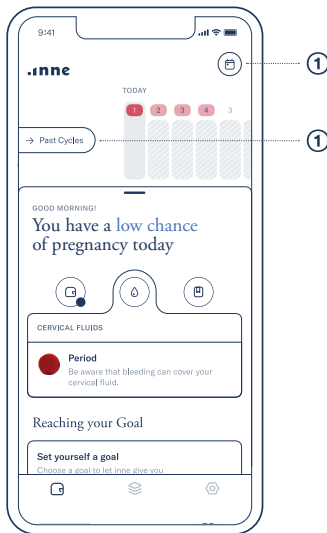 9:41
.ınne
1
TODAY
1 2 3 4 3
→ Past Cycles
1
GOOD MORNING!
You have a low chance
of pregnancy today
CERVICAL FLUIDS
Period
Be aware that bleeding can cover your
cervical fluid.
Reaching your Goal
Set yourself a goal
Choose a goal to let inne give you